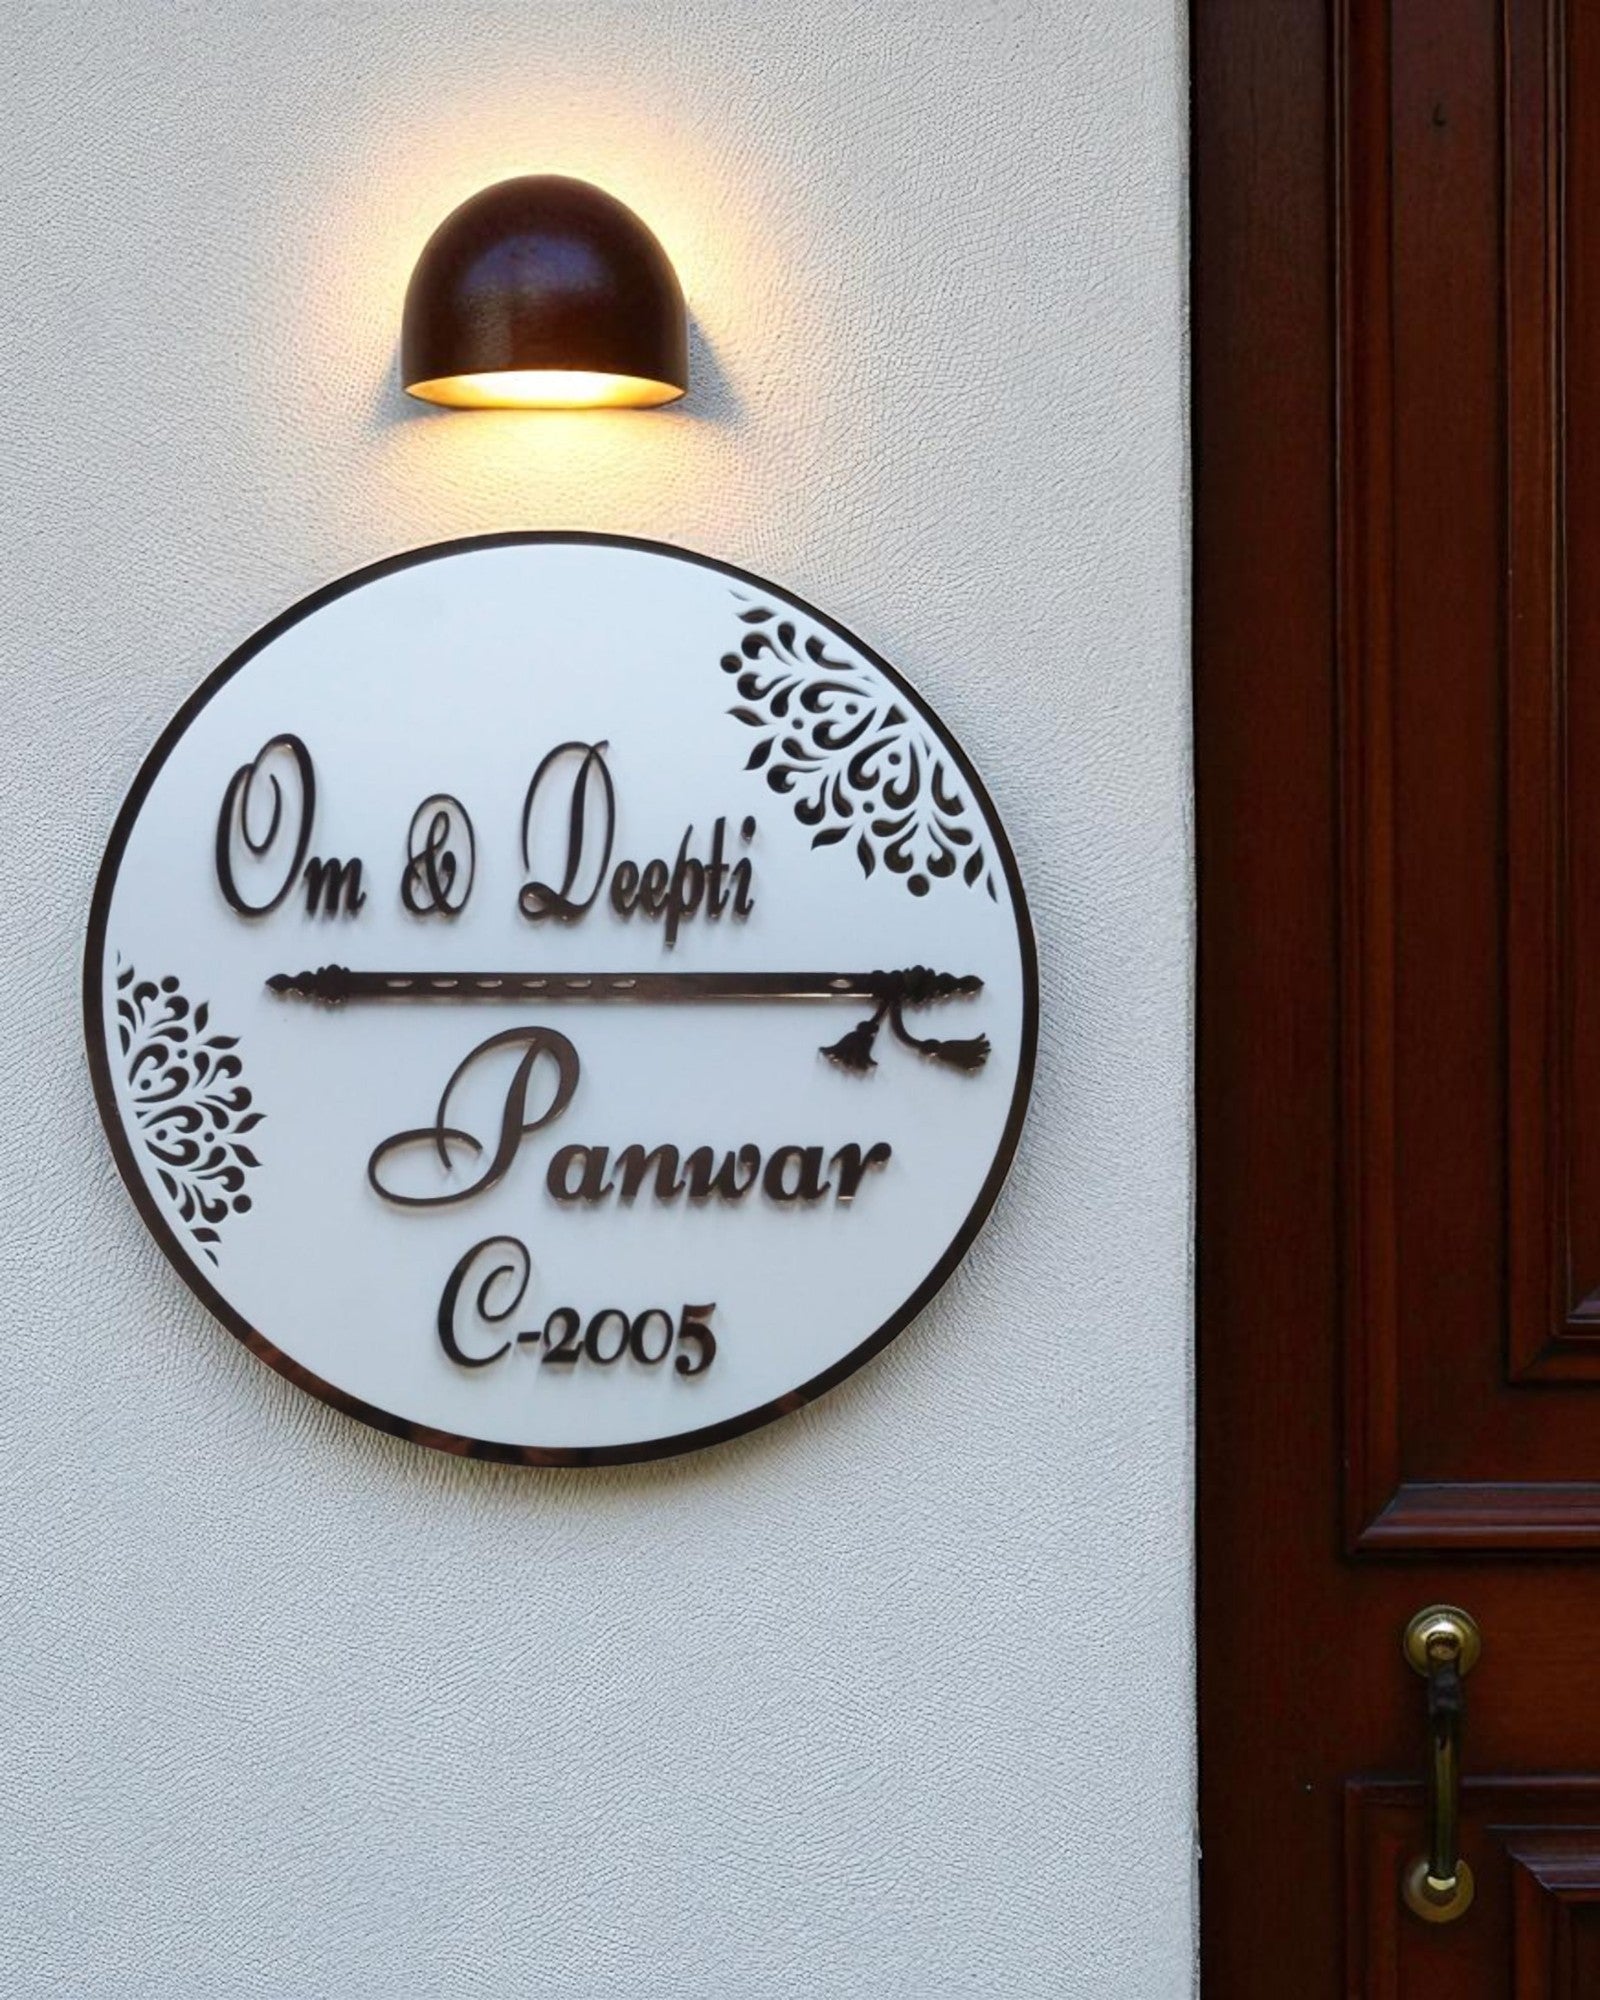 Om & Deepti
Panwar
C-2005